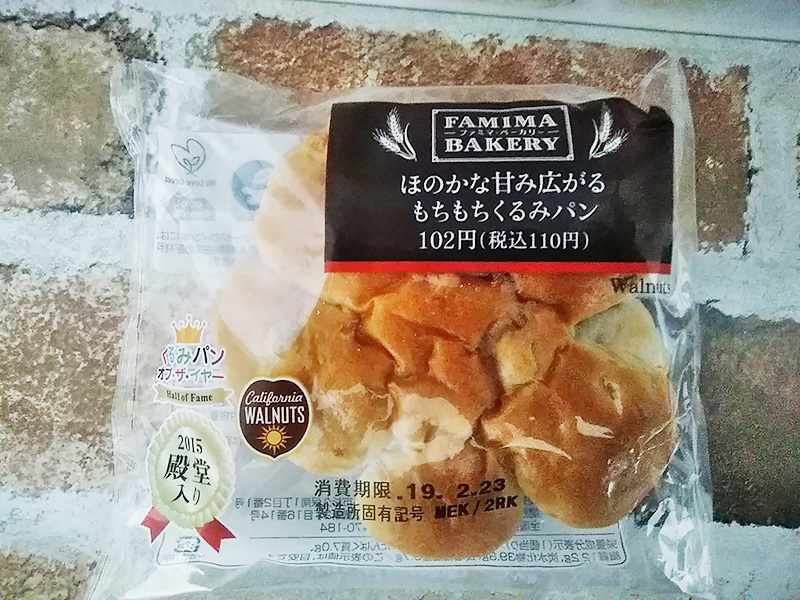 FAMIMA
ファミマ・ベーカリー
BAKERY
ほのかな甘み広がる
もちもちくるみパン
102円(税込110円)
Walnuts
くるみパン
オブ・ザ・イヤー
Hall of Fame
California
WALNUTS
2015
殿堂
入り
消費期限.19. 2.23
製造所固有記号 MEK/2RK